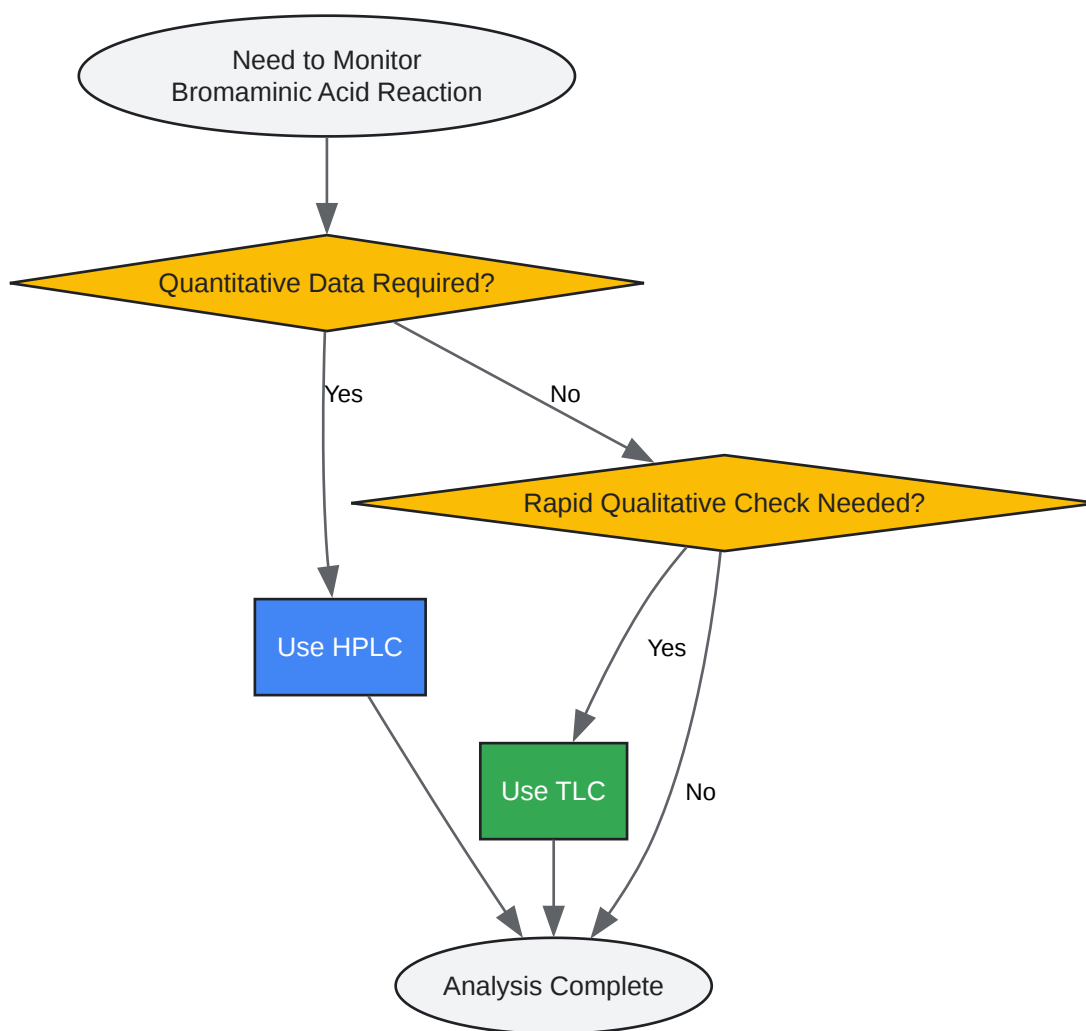 Need to Monitor
Bromaminic Acid Reaction
Quantitative Data Required?
Yes
No
Rapid Qualitative Check Needed?
Use HPLC
Yes
Use TLC
No
Analysis Complete